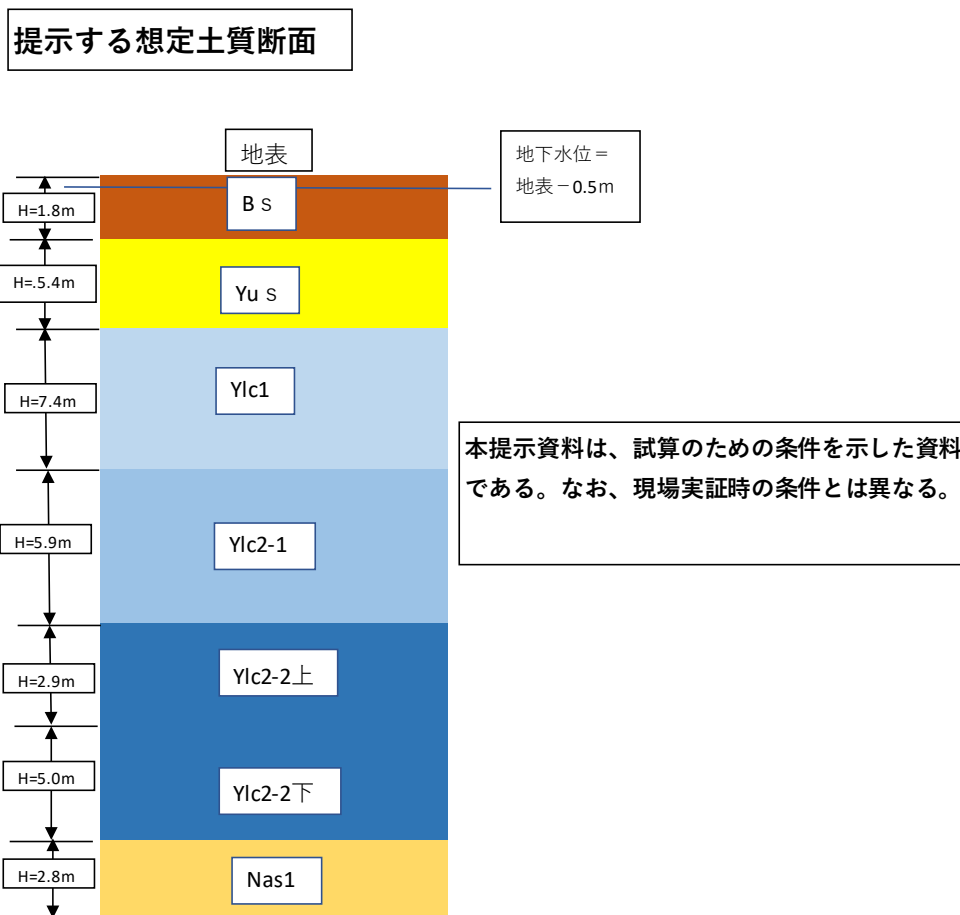 提示する想定土質断面
地表
地下水位＝
地表－0.5ｍ
H=1.8m
Bｓ
H=.5.4m
Yuｓ
H=7.4m
Ylc1
本提示資料は、試算のための条件を示した資料
である。なお、現場実証時の条件とは異なる。
H=5.9m
Ylc2-1
H=2.9m
Ylc2-2上
H=5.0m
Ylc2-2下
H=2.8m
Nas1